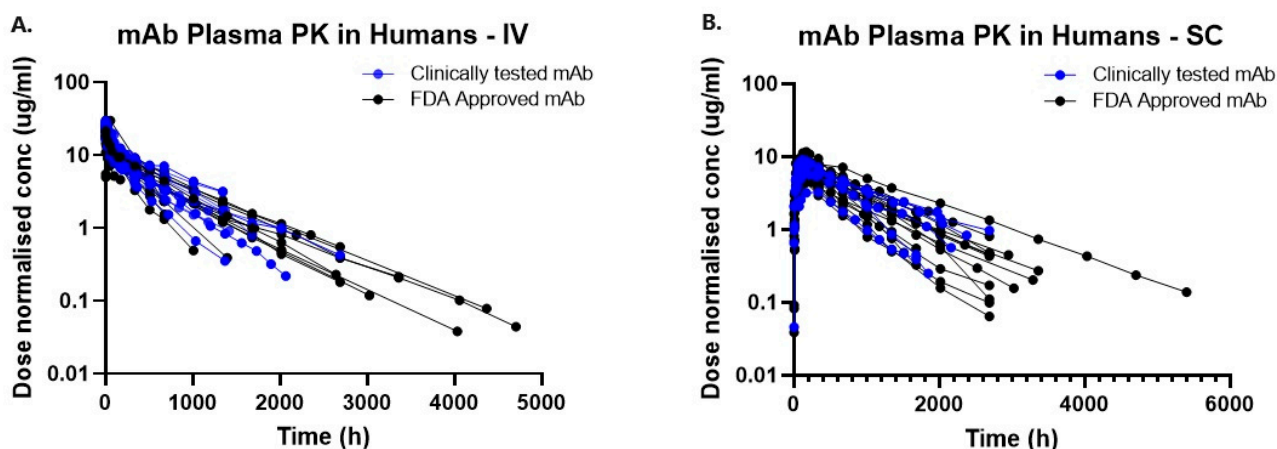 A.
mAb Plasma PK in Humans - IV
Clinically tested mAb
FDA Approved mAb
Dose normalised conc (ug/ml)
100
10
1
0.1
0.01
0
1000
2000
3000
4000
5000
Time (h)
B.
mAb Plasma PK in Humans - SC
Clinically tested mAb
FDA Approved mAb
Dose normalised conc (ug/ml)
100
10
1
0.1
0.01
0
2000
4000
6000
Time (h)